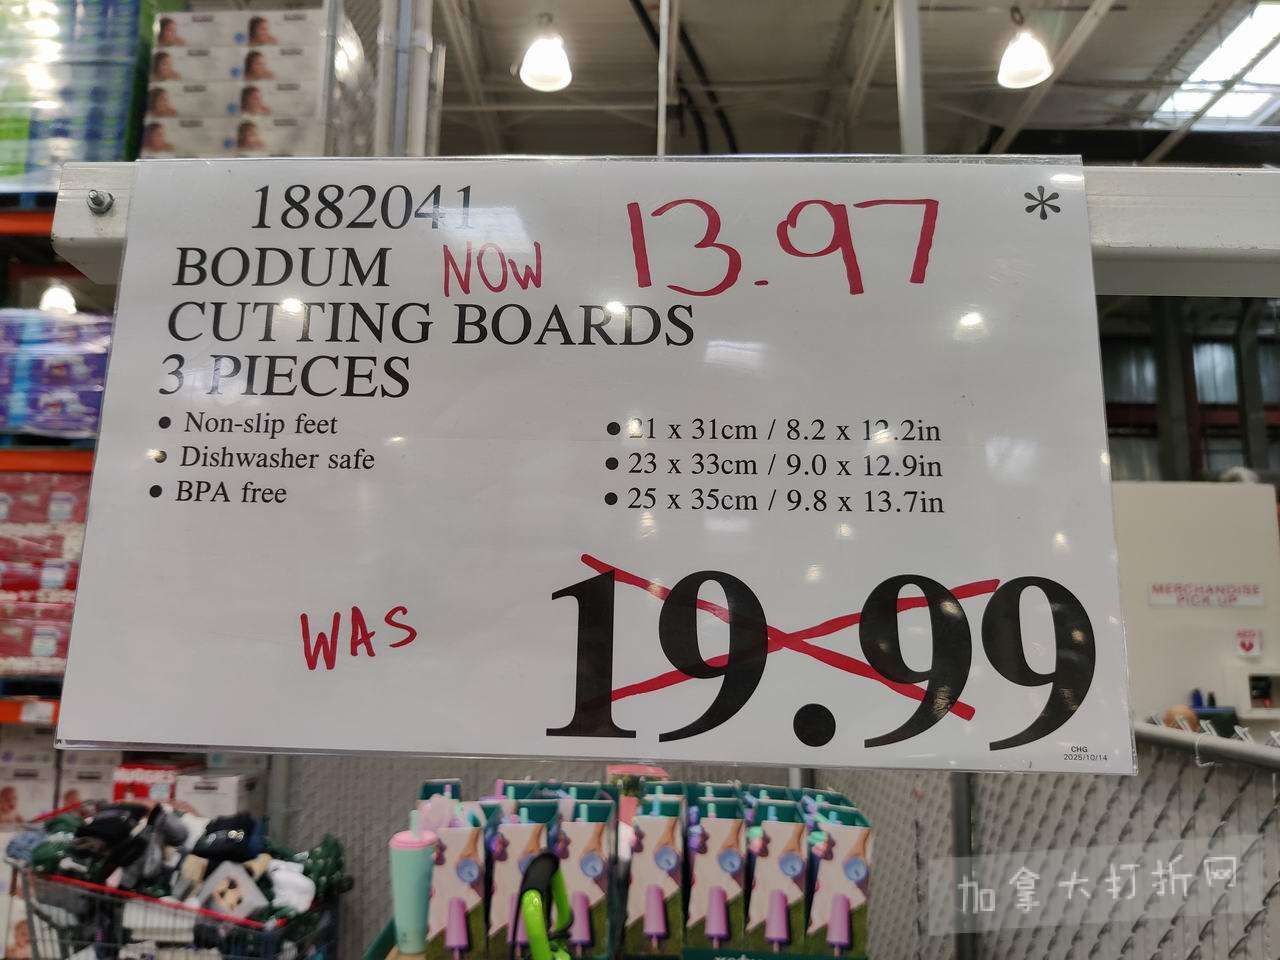 1882041
*
BODUM NOW 13.97
CUTTING BOARDS
3 PIECES
• Non-slip feet
• Dishwasher safe
• BPA free
• 21 x 31cm / 8.2 x 12.2in
• 23 x 33cm / 9.0 x 12.9in
• 25 x 35cm / 9.8 x 13.7in
WAS 19.99
CHG
2025/10/14
MERCHANDISE
PICK-UP
AED
加拿大打折网